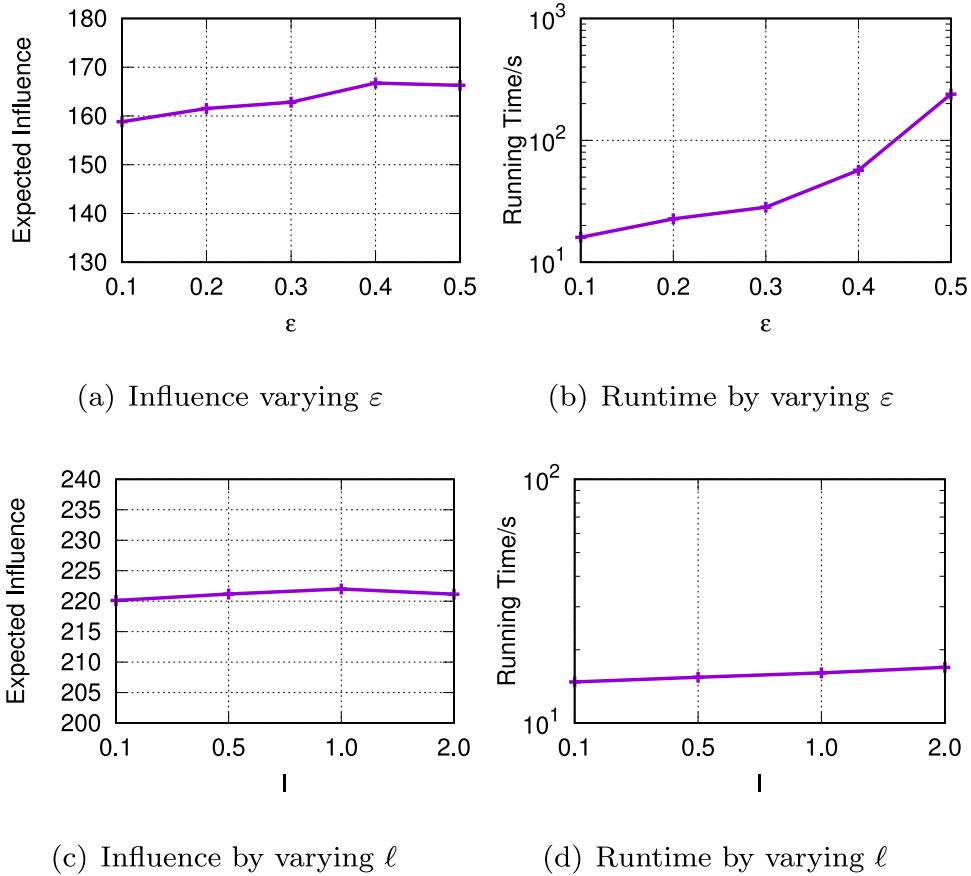 Expected Influence
180
170
160
150
140
130
0.1 0.2 0.3 0.4 0.5
ε
(a) Influence varying ε
Running Time/s
10³
10²
10¹
0.1 0.2 0.3 0.4 0.5
ε
(b) Runtime by varying ε
Expected Influence
240
235
230
225
220
215
210
205
200
0.1 0.5 1.0 2.0
l
(c) Influence by varying ℓ
Running Time/s
10²
10¹
0.1 0.5 1.0 2.0
l
(d) Runtime by varying ℓ